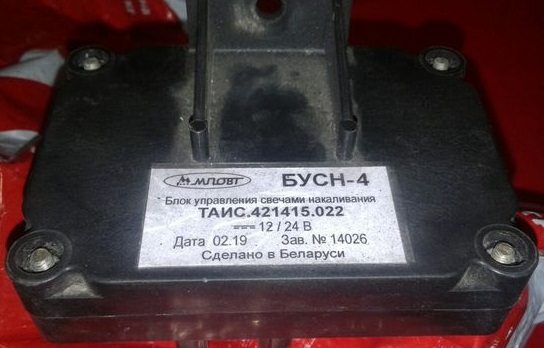 МПОВТ БУСН-4
Блок управления свечами накаливания
ТАИС.421415.022
12 / 24 В
Дата 02.19 Зав. № 14026
Сделано в Беларуси